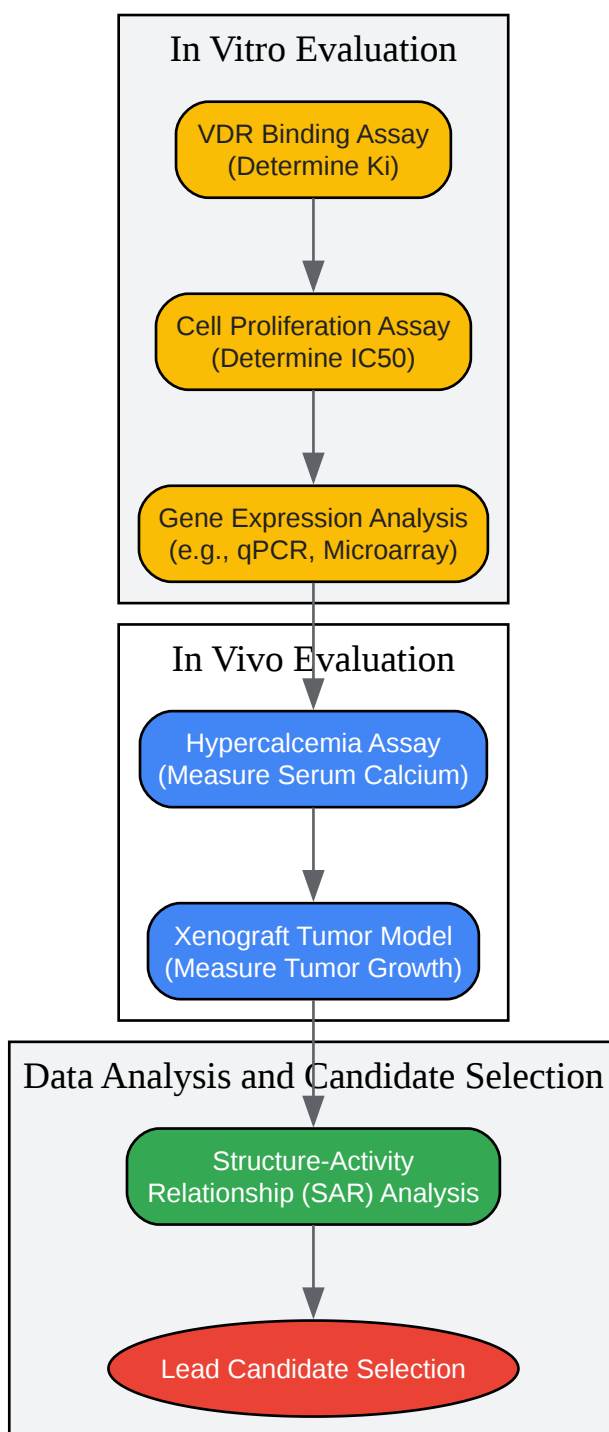 In Vitro Evaluation
VDR Binding Assay
(Determine Ki)
Cell Proliferation Assay
(Determine IC50)
Gene Expression Analysis
(e.g., qPCR, Microarray)
In Vivo Evaluation
Hypercalcemia Assay
(Measure Serum Calcium)
Xenograft Tumor Model
(Measure Tumor Growth)
Data Analysis and Candidate Selection
Structure-Activity
Relationship (SAR) Analysis
Lead Candidate Selection